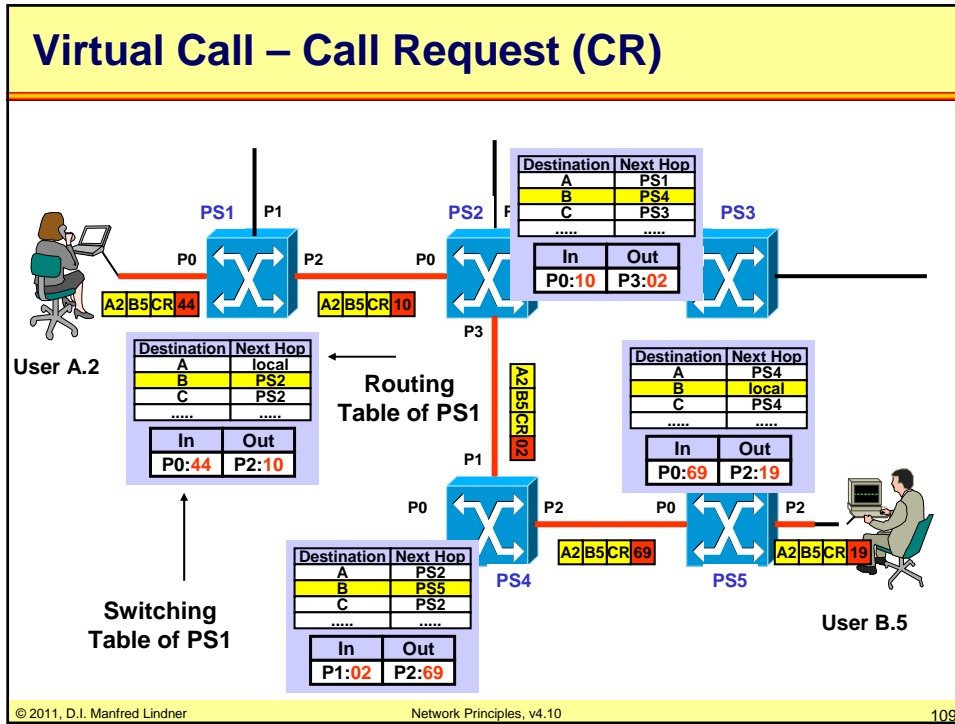 Virtual Call – Call Request (CR)
Destination Next Hop
A PS1
B PS4
C PS3
..... .....
In Out
P0:10 P3:02
PS1
P1
PS2
PS3
P0
P2
P0
A2 B5 CR 44
A2 B5 CR 10
P3
User A.2
Destination Next Hop
A local
B PS2
C PS2
..... .....
In Out
P0:44 P2:10
Routing
Table of PS1
A2 B5 CR 02
Destination Next Hop
A PS4
B local
C PS4
..... .....
In Out
P0:69 P2:19
P1
P0
P2
P0
P2
A2 B5 CR 69
A2 B5 CR 19
PS4
PS5
Destination Next Hop
A PS2
B PS5
C PS2
..... .....
In Out
P1:02 P2:69
Switching
Table of PS1
User B.5
© 2011, D.I. Manfred Lindner
Network Principles, v4.10
109